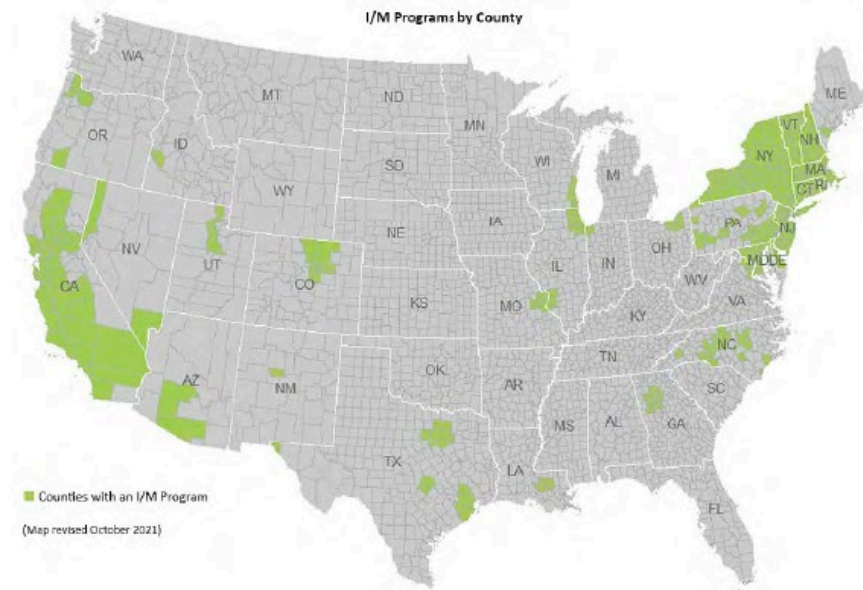 I/M Programs by County
WA
MT
ND
MN
ME
OR
ID
SD
WI
MI
VT
NH
NY
MA
CT RI
WY
IA
NE
PA
NJ
NV
UT
CO
IL
IN
OH
MD DE
CA
KS
MO
WV
VA
KY
NC
TN
AZ
NM
OK
AR
SC
MS
AL
GA
TX
LA
FL
Counties with an I/M Program
(Map revised October 2021)